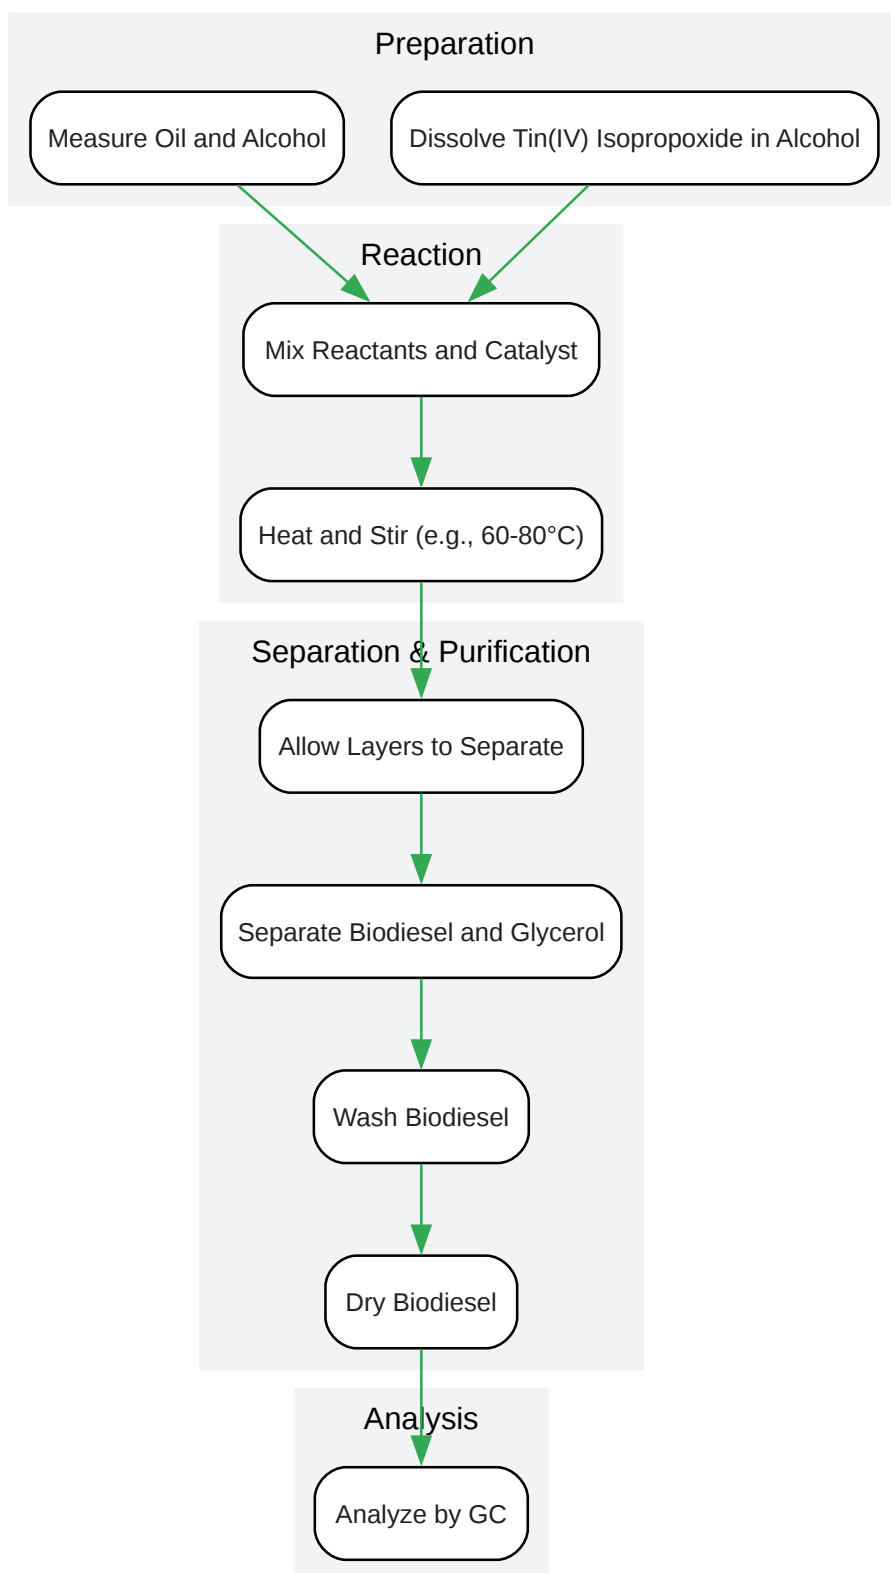 Preparation
Measure Oil and Alcohol
Dissolve Tin(IV) Isopropoxide in Alcohol
Reaction
Mix Reactants and Catalyst
Heat and Stir (e.g., 60-80°C)
Separation & Purification
Allow Layers to Separate
Separate Biodiesel and Glycerol
Wash Biodiesel
Dry Biodiesel
Analysis
Analyze by GC